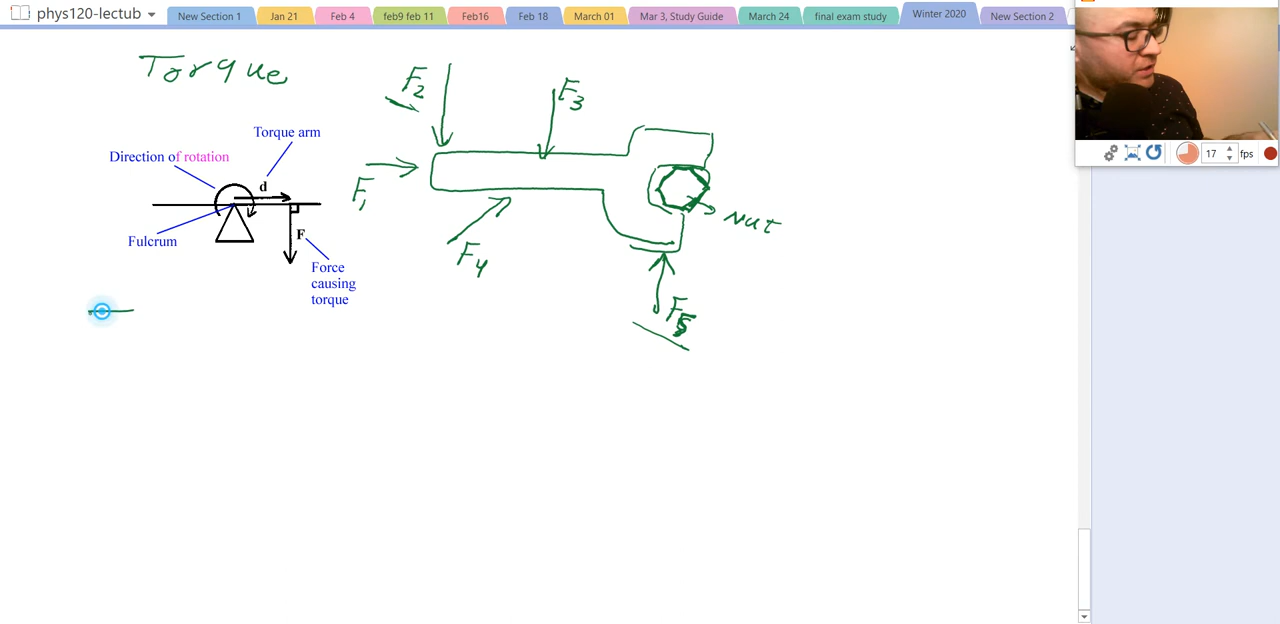 phys120-lectub
New Section 1
Jan 21
Feb 4
feb9 feb 11
Feb16
Feb 18
March 01
Mar 3, Study Guide
March 24
final exam study
Winter 2020
New Section 2
Torque
F2
F3
Torque arm
Direction of rotation
d
F1
Nut
Fulcrum
F
F4
Force
causing
torque
F5
17
fps